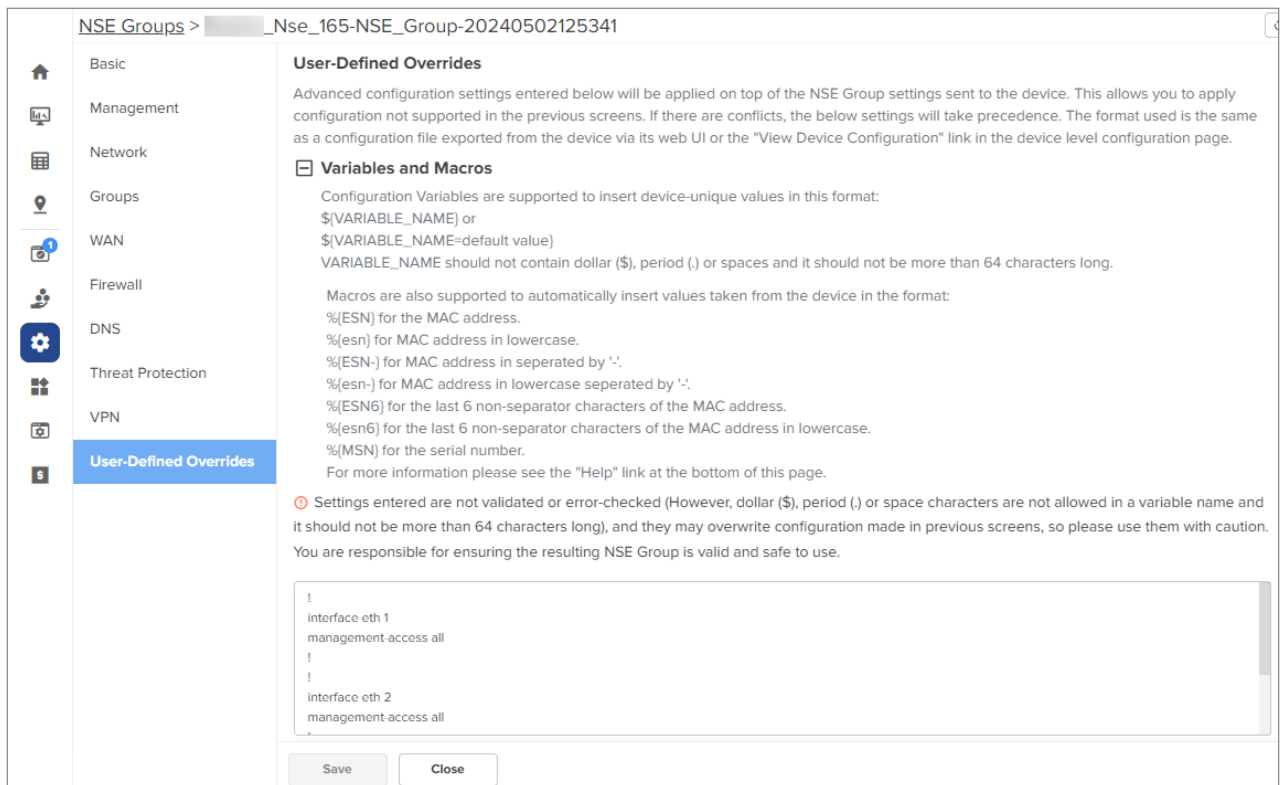 NSE Groups > _Nse_165-NSE_Group-20240502125341
Basic
Management
Network
Groups
WAN
Firewall
DNS
Threat Protection
VPN
User-Defined Overrides
1
$
User-Defined Overrides
Advanced configuration settings entered below will be applied on top of the NSE Group settings sent to the device. This allows you to apply
configuration not supported in the previous screens. If there are conflicts, the below settings will take precedence. The format used is the same
as a configuration file exported from the device via its web UI or the "View Device Configuration" link in the device level configuration page.
Variables and Macros
Configuration Variables are supported to insert device-unique values in this format:
${VARIABLE_NAME} or
${VARIABLE_NAME=default value}
VARIABLE_NAME should not contain dollar ($), period (.) or spaces and it should not be more than 64 characters long.
Macros are also supported to automatically insert values taken from the device in the format:
%{ESN} for the MAC address.
%{esn} for MAC address in lowercase.
%{ESN-} for MAC address in seperated by '-'.
%{esn-} for MAC address in lowercase seperated by '-'.
%{ESN6} for the last 6 non-separator characters of the MAC address.
%{esn6} for the last 6 non-separator characters of the MAC address in lowercase.
%{MSN} for the serial number.
For more information please see the "Help" link at the bottom of this page.
Settings entered are not validated or error-checked (However, dollar ($), period (.) or space characters are not allowed in a variable name and
it should not be more than 64 characters long), and they may overwrite configuration made in previous screens, so please use them with caution.
You are responsible for ensuring the resulting NSE Group is valid and safe to use.
!
interface eth 1
management-access all
!
!
interface eth 2
management-access all
Save
Close